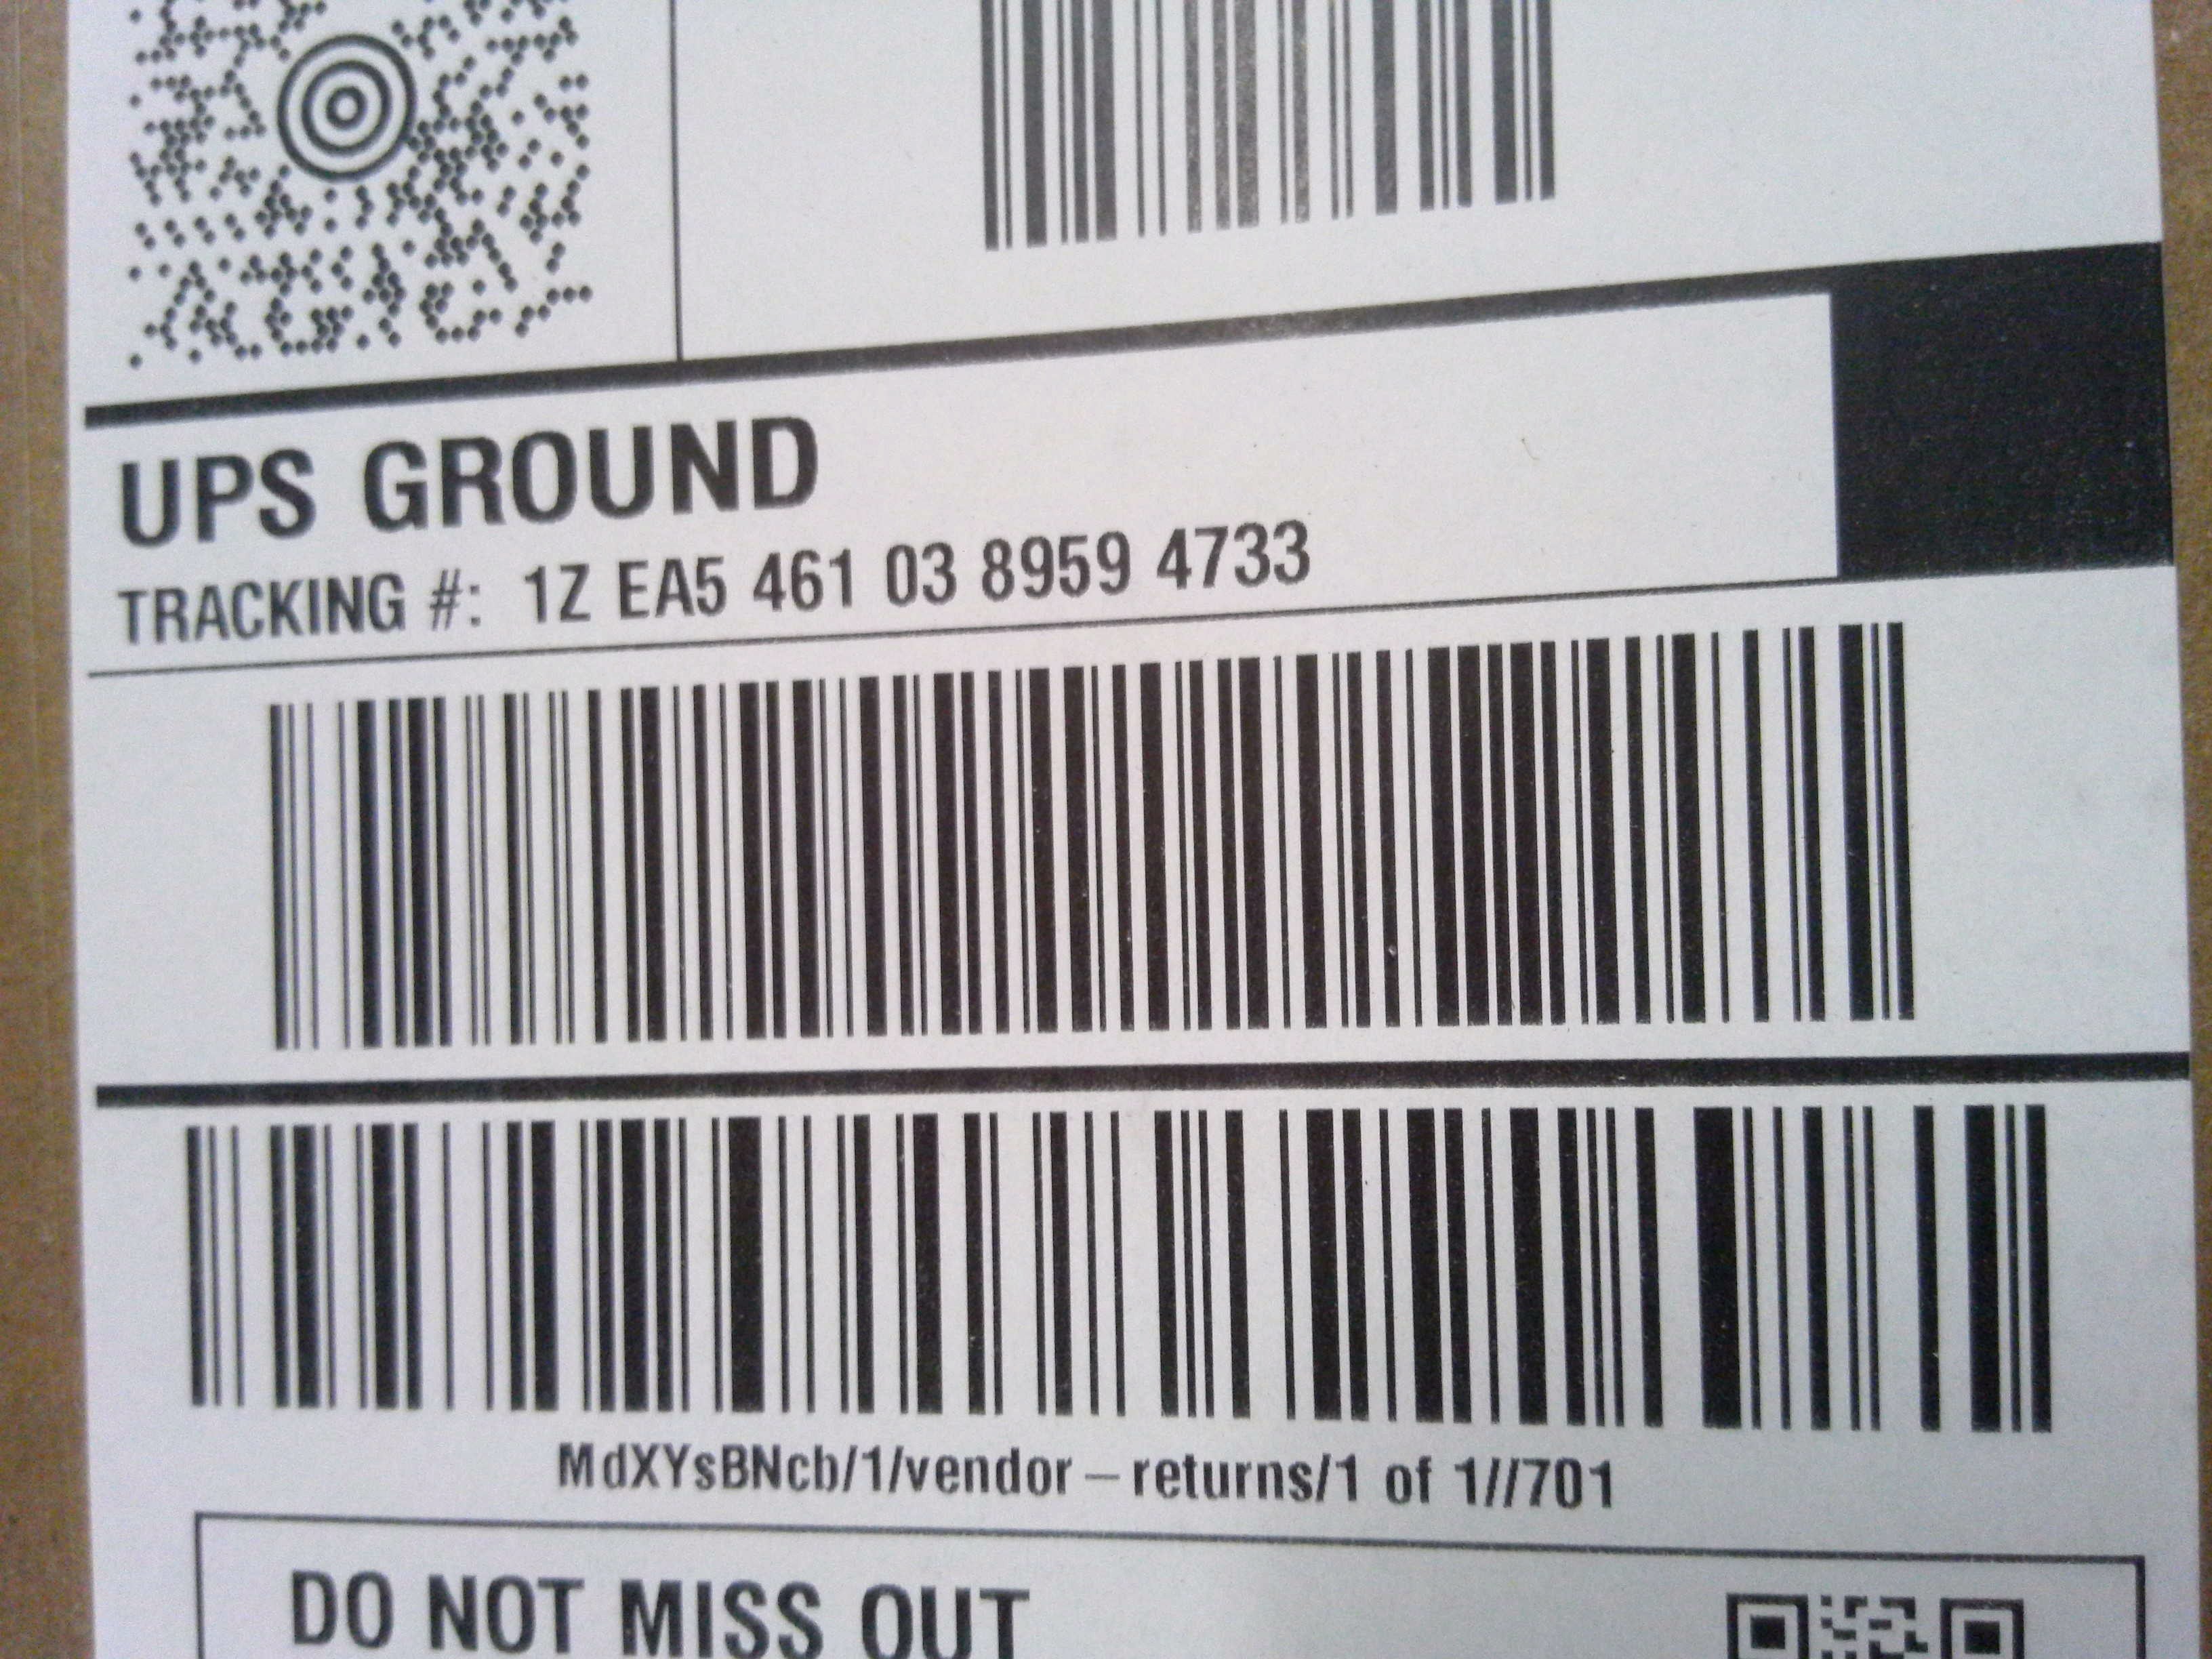 UPS GROUND
TRACKING #: 1Z EA5 461 03 8959 4733
MdXYsBNcb/1/vendor-returns/1 of 1//701
DO NOT MISS OUT